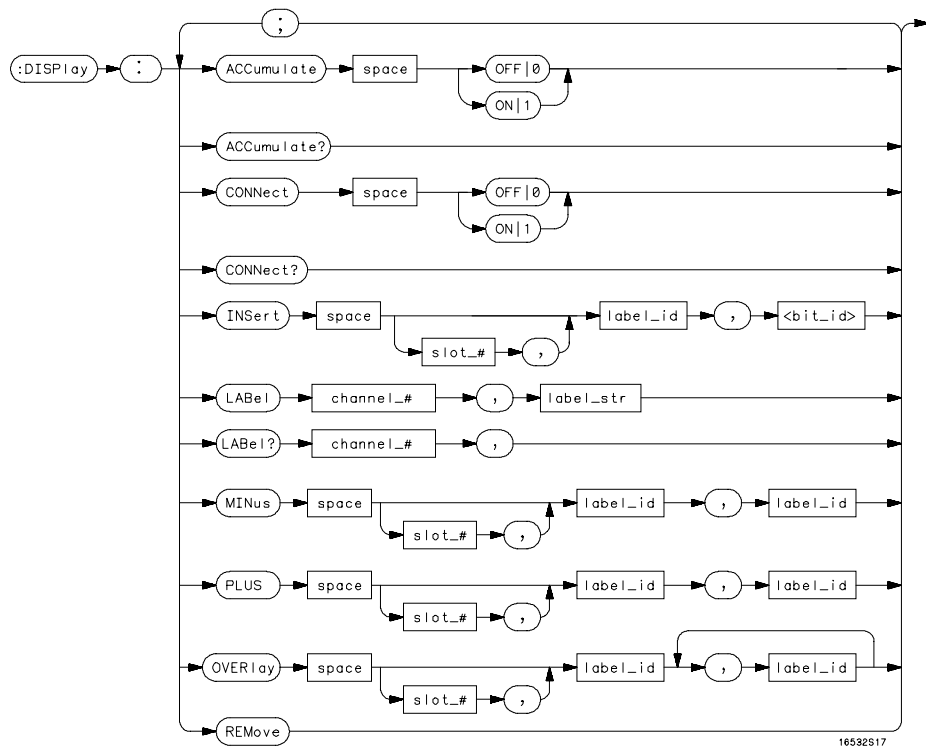 ;
:DISPlay : ACCumulate space OFF|0
ON|1
ACCumulate?
CONNect space OFF|0
ON|1
CONNect?
INSert space label_id , <bit_id>
slot_# ,
LABel channel_# , label_str
LABel? channel_# ,
MINus space label_id , label_id
slot_# ,
PLUS space label_id , label_id
slot_# ,
OVERlay space label_id , label_id
slot_# ,
REMove
16532S17